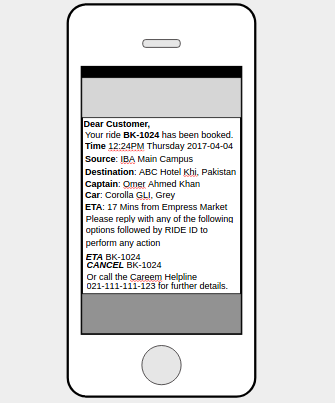 Dear Customer,
Your ride BK-1024 has been booked.
Time 12:24PM Thursday 2017-04-04
Source: IBA Main Campus
Destination: ABC Hotel Khi, Pakistan
Captain: Omer Ahmed Khan
Car: Corolla GLI, Grey
ETA: 17 Mins from Empress Market
Please reply with any of the following
options followed by RIDE ID to
perform any action
ETA BK-1024
CANCEL BK-1024
Or call the Careem Helpline
021-111-111-123 for further details.